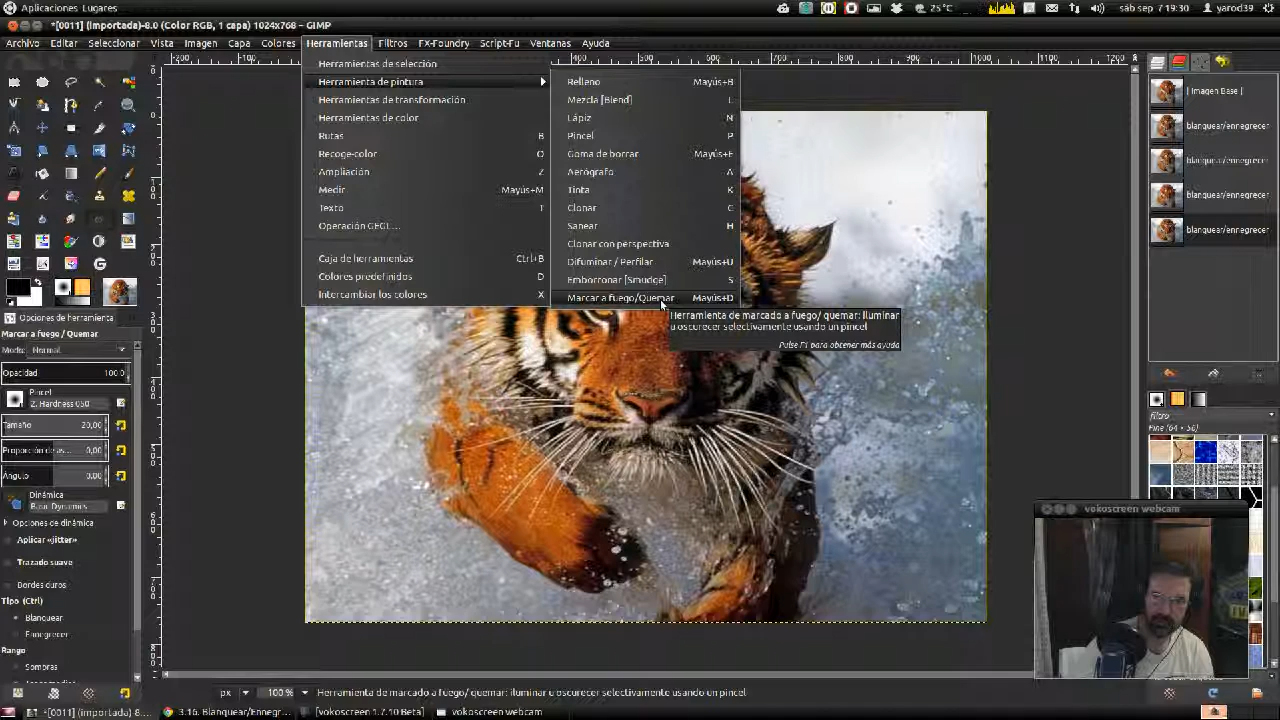 Aplicaciones Lugares
25°C
sáb sep 7 19:30
yarod39
*[0011] (importada)-8.0 (Color RGB, 1 capa) 1024x768 – GIMP
Archivo Editar Seleccionar Vista Imagen Capa Colores Herramientas Filtros FX-Foundry Script-Fu Ventanas Ayuda
Herramientas de selección
Herramienta de pintura
Herramientas de transformación
Herramientas de color
Rutas B
Recoge-color O
Ampliación Z
Medir Mayús+M
Texto T
Operación GEGL...
Caja de herramientas Ctrl+B
Colores predefinidos D
Intercambiar los colores X
Relleno Mayús+B
Mezcla [Blend] L
Lápiz N
Pincel P
Goma de borrar Mayús+E
Aerógrafo A
Tinta K
Clonar C
Sanear H
Clonar con perspectiva
Difuminar / Perfilar Mayús+U
Emborronar [Smudge] S
Marcar a fuego/Quemar Mayús+D
Herramienta de marcado a fuego/ quemar: iluminar
u oscurecer selectivamente usando un pincel
Pulse F1 para obtener más ayuda
[ Imagen Base ]
blanquear/ennegrecer
blanquear/ennegrecer
blanquear/ennegrecer
blanquear/ennegrecer
Opciones de herramienta
Marcar a fuego / Quemar
Modo: Normal
Opacidad 100,0
Pincel
2. Hardness 050
Tamaño 20,00
Proporción de as... 0,00
Ángulo 0,00
Dinámica
Basic Dynamics
Opciones de dinámica
Aplicar «jitter»
Trazado suave
Bordes duros
Tipo (Ctrl)
Blanquear
Ennegrecer
Rango
Sombras
filtro
Fine (64 × 50)
vokoscreen webcam
px 100 % Herramienta de marcado a fuego/ quemar: iluminar u oscurecer selectivamente usando un pincel
*[0011] (importada)-8....
3.16. Blanquear/Ennegr...
[vokoscreen 1.7.10 Beta]
vokoscreen webcam